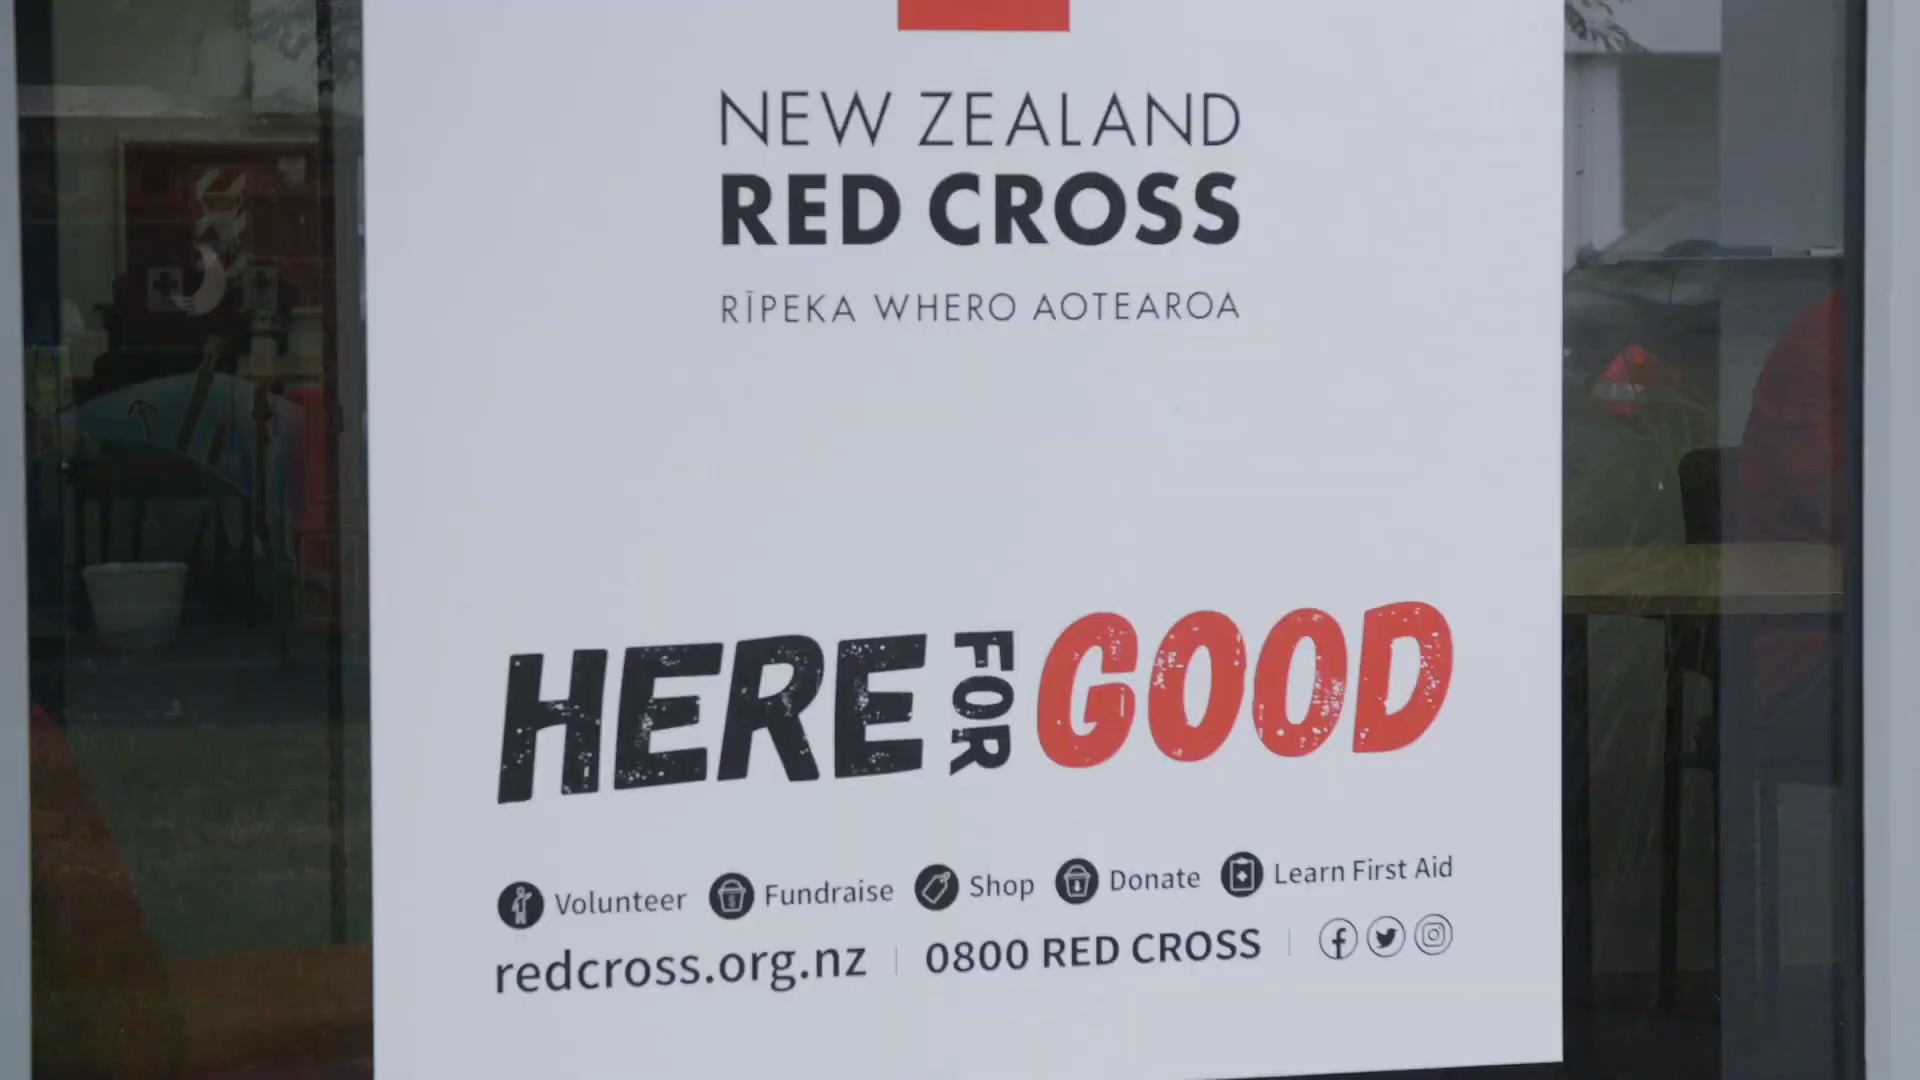 NEW ZEALAND
RED CROSS
RĪPEKA WHERO AOTEAROA
HERE FOR GOOD
Volunteer Fundraise Shop Donate Learn First Aid
redcross.org.nz | 0800 RED CROSS |